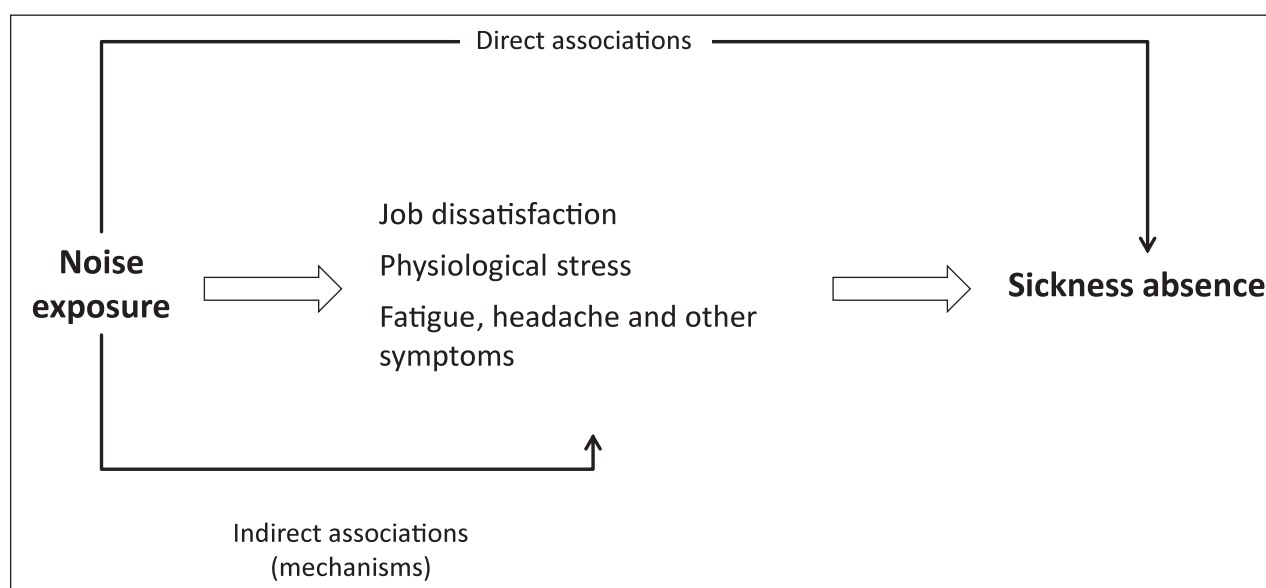 Direct associations
Job dissatisfaction
Noise
exposure
Physiological stress
Sickness absence
Fatigue, headache and other
symptoms
Indirect associations
(mechanisms)